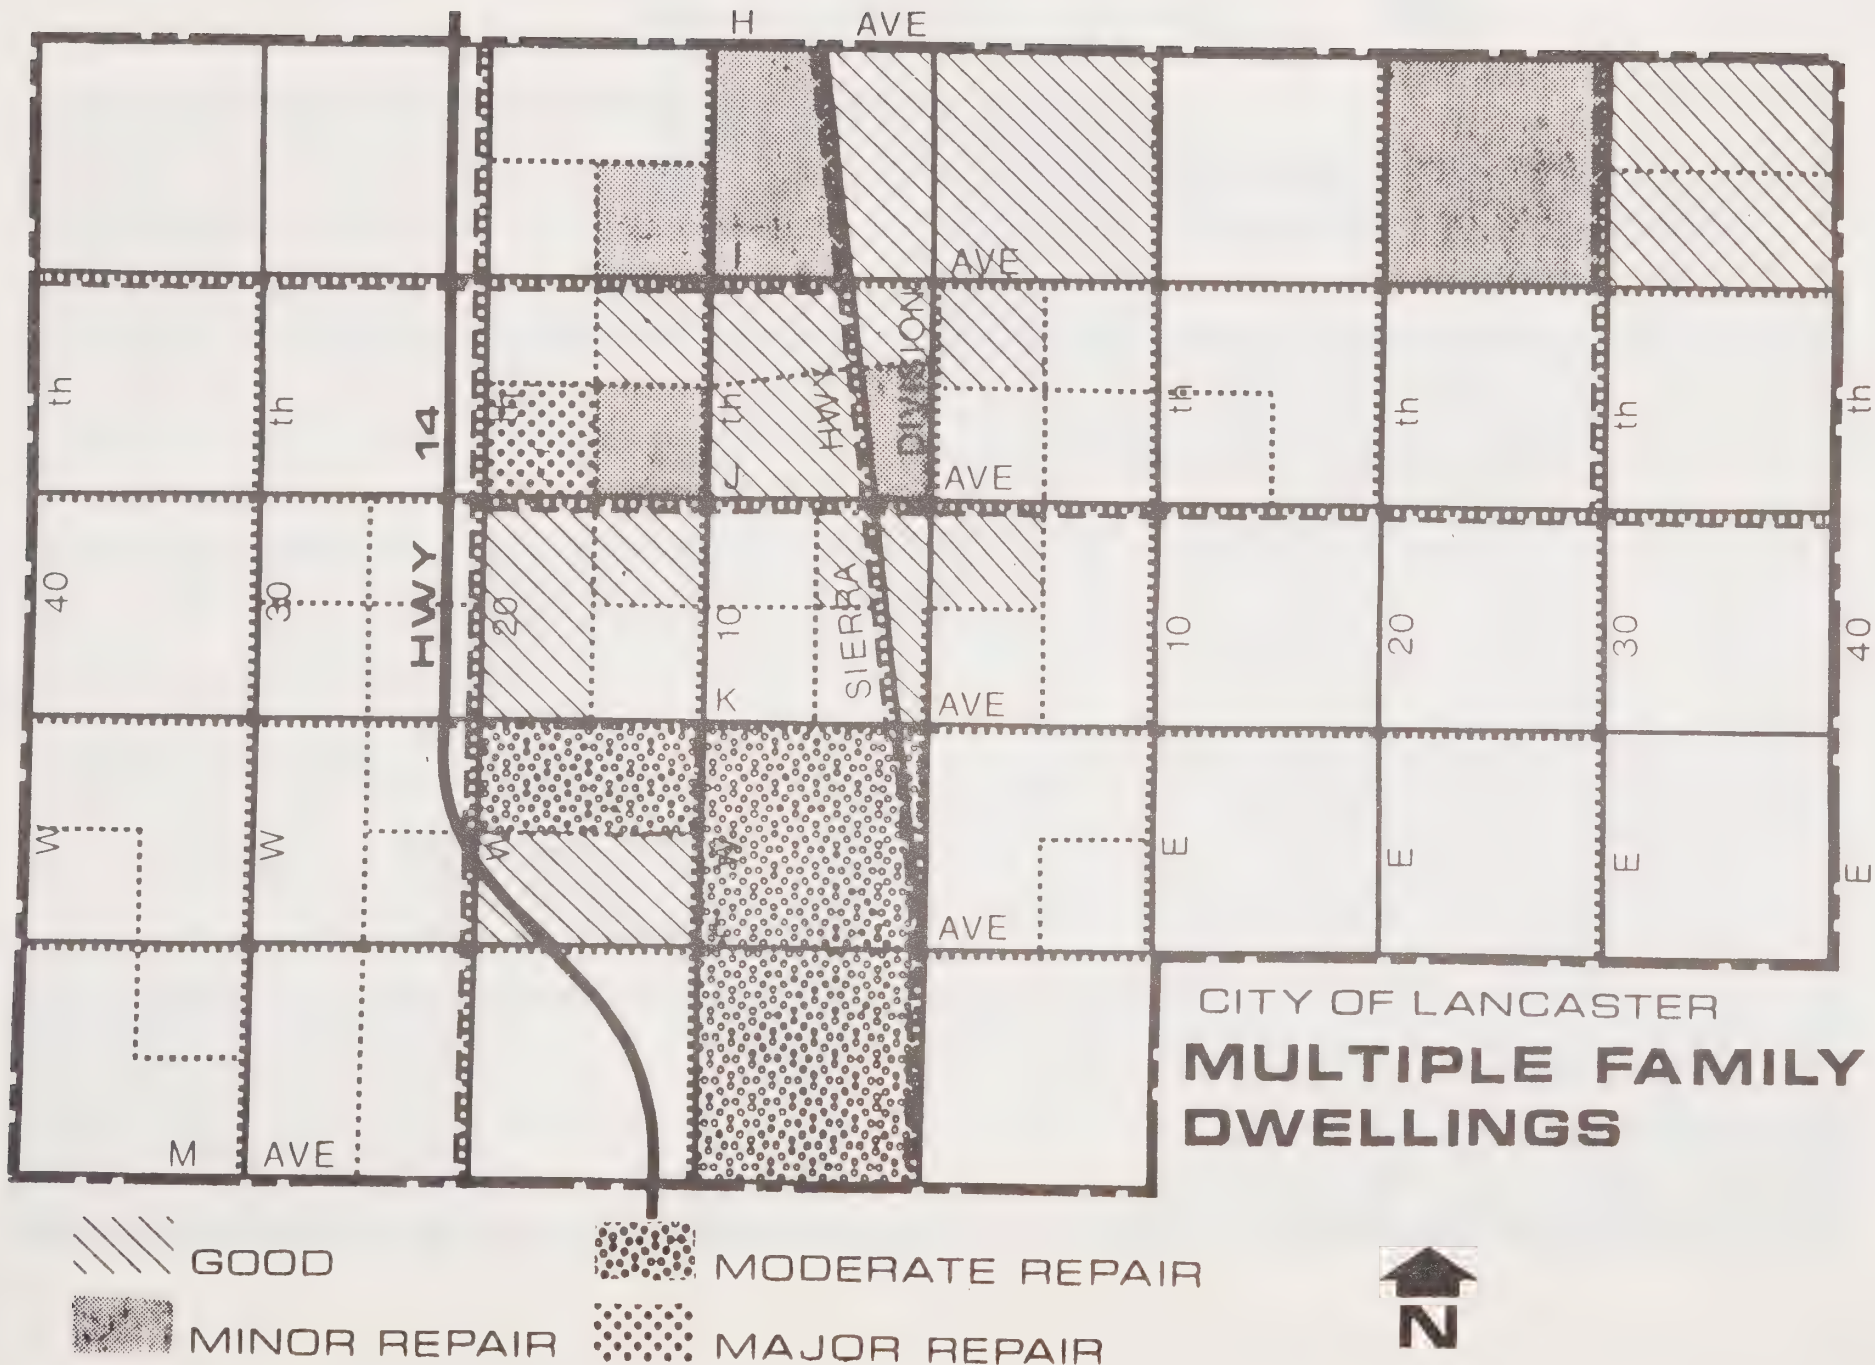 H AVE
I AVE
J AVE
K AVE
L AVE
M AVE
40 th W
30 th W
HWY 14
20 th W
10 th W
SIERRA HWY
DIVISION
10 th E
20 th E
30 th E
40 th E
CITY OF LANCASTER
MULTIPLE FAMILY
DWELLINGS
GOOD
MODERATE REPAIR
MINOR REPAIR
MAJOR REPAIR
N